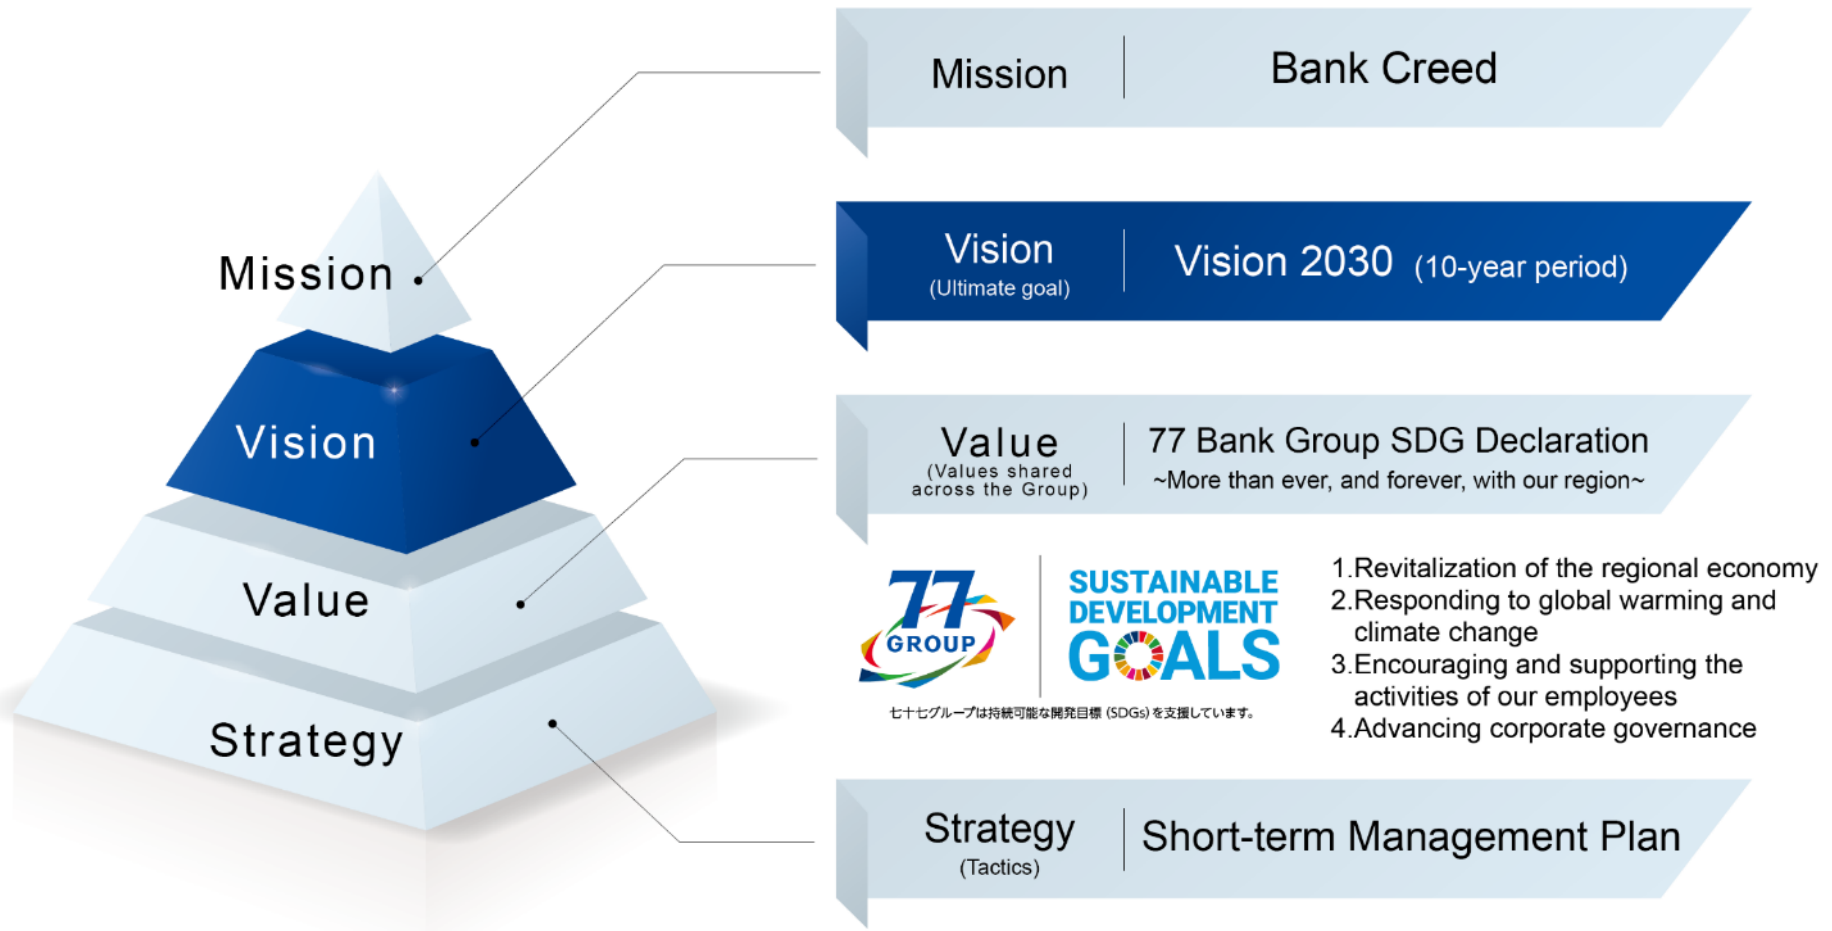 Mission
Vision
Value
Strategy
Mission
Bank Creed
Vision
(Ultimate goal)
Vision 2030 (10-year period)
Value
(Values shared
across the Group)
77 Bank Group SDG Declaration
~More than ever, and forever, with our region~
77
GROUP
SUSTAINABLE
DEVELOPMENT
GOALS
七十七グループは持続可能な開発目標(SDGs)を支援しています。
1.Revitalization of the regional economy
2.Responding to global warming and
climate change
3.Encouraging and supporting the
activities of our employees
4.Advancing corporate governance
Strategy
(Tactics)
Short-term Management Plan